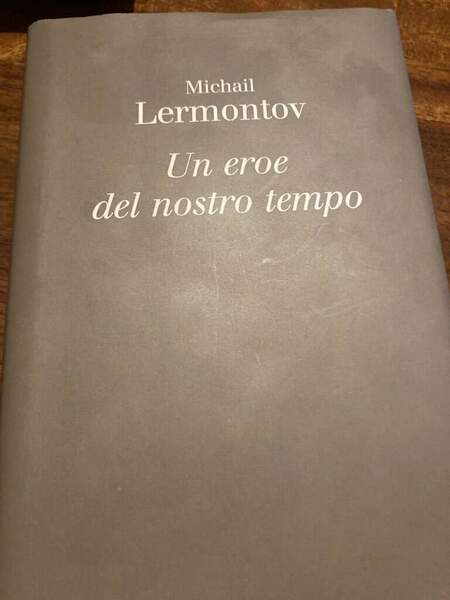 Michail
Lermontov
Un eroe
del nostro tempo